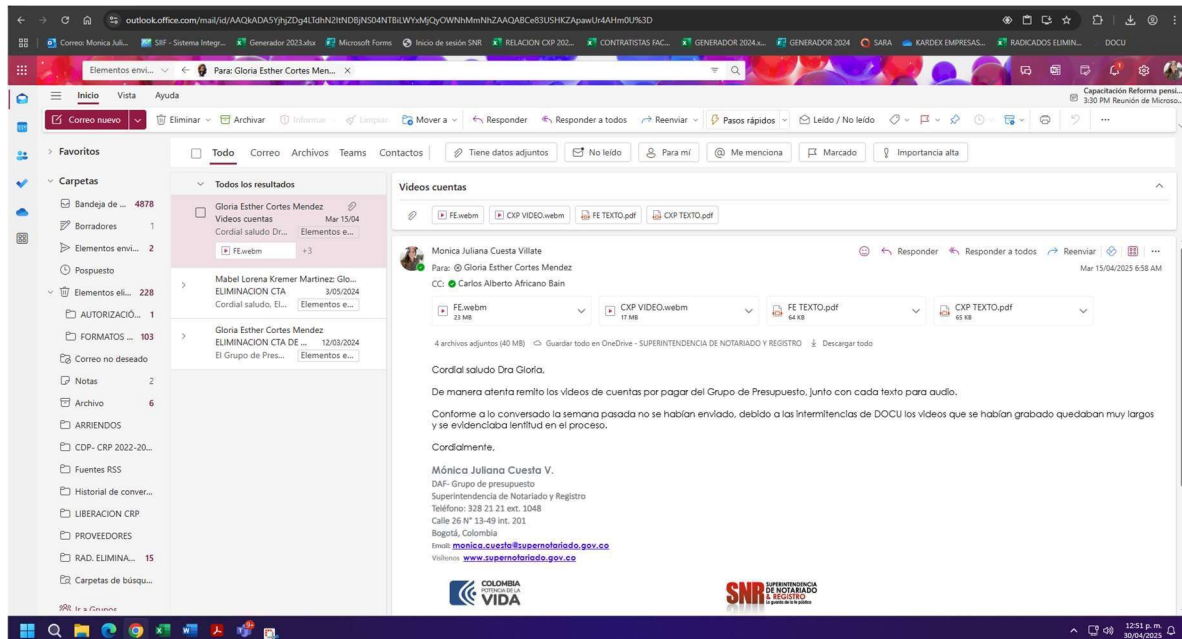 outlook.office.com/mail/id/AAQkADA5YjhjZDg4LTdhN2ItNDBjNS04NTBiLWYxMjQyOWNhMmNhZAAQABCe83USHKZApawUr4AHm0U%3D
Correo: Monica Juli...
SIIF - Sistema Integr...
Generador 2023.xlsx
Microsoft Forms
Inicio de sesión SNR
RELACION CXP 202...
CONTRATISTAS FAC...
GENERADOR 2024.x...
GENERADOR 2024
SARA
KARDEX EMPRESAS...
RADICADOS ELIMIN...
DOCU
Elementos envi...
Para: Gloria Esther Cortes Men...
Inicio Vista Ayuda
Capacitación Reforma pensi...
3:30 PM Reunión de Microso...
Correo nuevo
Eliminar
Archivar
Informar
Limpiar
Mover a
Responder
Responder a todos
Reenviar
Pasos rápidos
Leído / No leído
Favoritos
Carpetas
Bandeja de ... 4878
Borradores 1
Elementos envi... 2
Pospuesto
Elementos eli... 228
AUTORIZACIÓ... 1
FORMATOS ... 103
Correo no deseado
Notas 2
Archivo 6
ARRIENDOS
CDP- CRP 2022-20...
Fuentes RSS
Historial de conver...
LIBERACION CRP
PROVEEDORES
RAD. ELIMINA... 15
Carpetas de búsqu...
Ir a Grupos
Todo Correo Archivos Teams Contactos
Tiene datos adjuntos
No leído
Para mí
@ Me menciona
Marcado
Importancia alta
Todos los resultados
Gloria Esther Cortes Mendez
Videos cuentas Mar 15/04
Cordial saludo Dr... Elementos e...
FE.webm +3
Mabel Lorena Kremer Martinez; Glo...
ELIMINACION CTA 3/05/2024
Cordial saludo, El... Elementos e...
Gloria Esther Cortes Mendez
ELIMINACION CTA DE ... 12/03/2024
El Grupo de Pres... Elementos e...
Videos cuentas
FE.webm CXP VIDEO.webm FE TEXTO.pdf CXP TEXTO.pdf
Monica Juliana Cuesta Villate
Responder Responder a todos Reenviar
Para: Gloria Esther Cortes Mendez
Mar 15/04/2025 6:58 AM
CC: Carlos Alberto Africano Bain
FE.webm
23 MB
CXP VIDEO.webm
17 MB
FE TEXTO.pdf
64 KB
CXP TEXTO.pdf
65 KB
4 archivos adjuntos (40 MB) Guardar todo en OneDrive - SUPERINTENDENCIA DE NOTARIADO Y REGISTRO Descargar todo
Cordial saludo Dra Gloria,
De manera atenta remito los videos de cuentas por pagar del Grupo de Presupuesto, junto con cada texto para audio.
Conforme a lo conversado la semana pasada no se habían enviado, debido a las intermitencias de DOCU los videos que se habían grabado quedaban muy largos
y se evidenciaba lentitud en el proceso.
Cordialmente,
Mónica Juliana Cuesta V.
DAF- Grupo de presupuesto
Superintendencia de Notariado y Registro
Teléfono: 328 21 21 ext. 1048
Calle 26 N° 13-49 int. 201
Bogotá, Colombia
Email: monica.cuesta@supernotariado.gov.co
Visítenos www.supernotariado.gov.co
COLOMBIA
POTENCIA DE LA
VIDA
SNR SUPERINTENDENCIA
DE NOTARIADO
& REGISTRO
La guarda de la fe pública
12:51 p. m.
30/04/2025